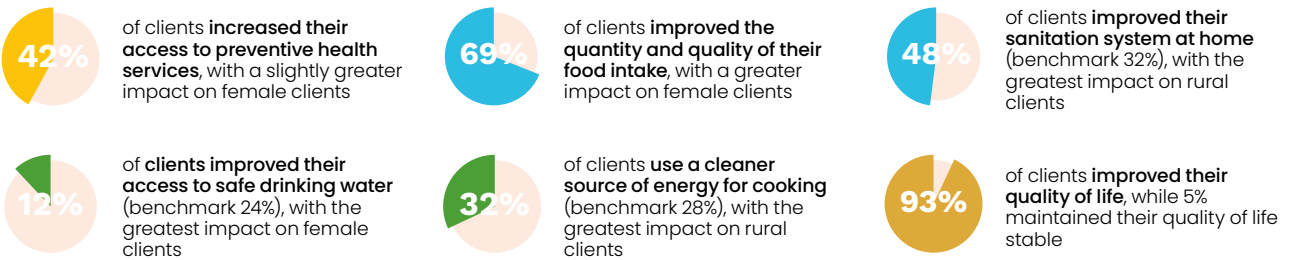 42%
of clients increased their
access to preventive health
services, with a slightly greater
impact on female clients
69%
of clients improved the
quantity and quality of their
food intake, with a greater
impact on female clients
48%
of clients improved their
sanitation system at home
(benchmark 32%), with the
greatest impact on rural
clients
12%
of clients improved their
access to safe drinking water
(benchmark 24%), with the
greatest impact on female
clients
32%
of clients use a cleaner
source of energy for cooking
(benchmark 28%), with the
greatest impact on rural
clients
93%
of clients improved their
quality of life, while 5%
maintained their quality of life
stable